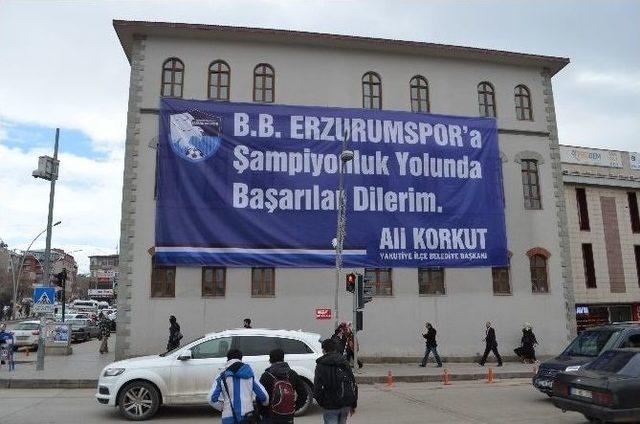 B.B. ERZURUMSPOR'a
Şampiyonluk Yolunda
Başarılar Dilerim.
Ali KORKUT
YAKUTİYE İLÇE BELEDİYE BAŞKANI